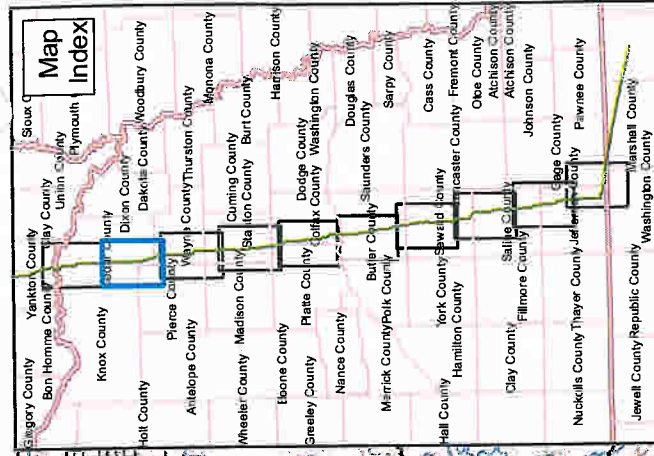 Map
Index
Sioux C
Plymouth
Woodbury County
Monona County
Harrison County
Union County
Clay County
Yankton County
Bon Homme Coun
Gregory County
Dixon County
Dakota County
Thurston County
Burt County
Washington County
Douglas County
Sarpy County
Cass County
Fremont County
Otoe County
Atchison County
Atchison County
Johnson County
Pawnee County
Marshall County
Cedar County
Wayne County
Cuming County
Stanton County
Dodge County
Colfax County
Saunders County
Butler County
Seward County
ncaster County
Saline County
Gage County
Jefferson County
Washington County
Knox County
Pierce County
Madison County
Platte County
Polk County
York County
Hamilton County
Fillmore County
Thayer County
Republic County
Holt County
Antelope County
Wheeler County
Boone County
Greeley County
Nance County
Merrick County
Hall County
Clay County
Nuckolls County
Jewell County